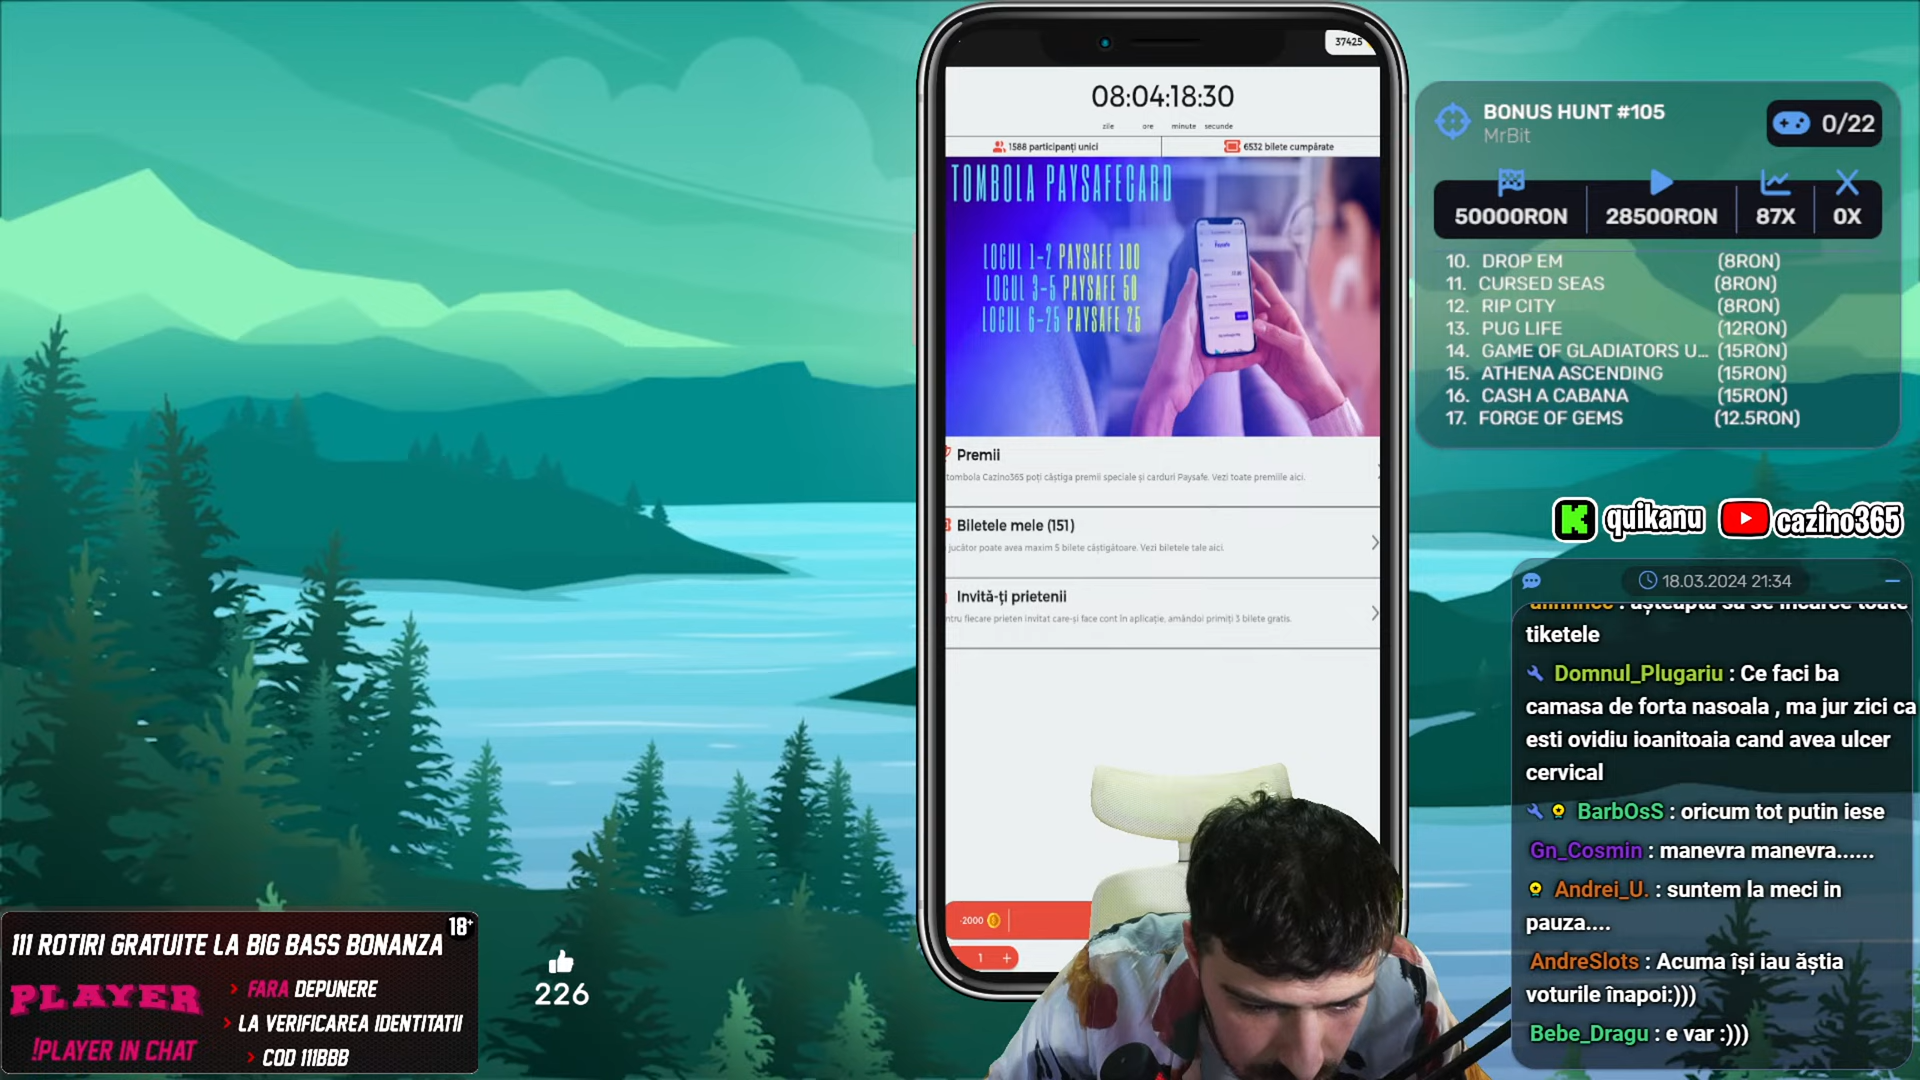 37425
08:04:18:30
zile ore minute secunde
1588 participanți unici
6532 bilete cumpărate
TOMBOLA PAYSAFECARD
LOCUL 1-2 PAYSAFE 100
LOCUL 3-5 PAYSAFE 50
LOCUL 6-25 PAYSAFE 25
Premii
tombola Cazino365 poți câștiga premii speciale și carduri Paysafe. Vezi toate premiile aici.
Biletele mele (151)
jucător poate avea maxim 5 bilete câștigătoare. Vezi biletele tale aici.
Invită-ți prietenii
ntru fiecare prieten invitat care-și face cont în aplicație, amândoi primiți 3 bilete gratis.
-2000
- 1 +
BONUS HUNT #105
MrBit
0/22
50000RON 28500RON 87X 0X
10. DROP EM (8RON)
11. CURSED SEAS (8RON)
12. RIP CITY (8RON)
13. PUG LIFE (12RON)
14. GAME OF GLADIATORS U... (15RON)
15. ATHENA ASCENDING (15RON)
16. CASH A CABANA (15RON)
17. FORGE OF GEMS (12.5RON)
quikanu cazino365
18.03.2024 21:34
: așteaptă să se încarce toate
tiketele
Domnul_Plugariu : Ce faci ba
camasa de forta nasoala , ma jur zici ca
esti ovidiu ioanitoaia cand avea ulcer
cervical
BarbOsS : oricum tot putin iese
Gn_Cosmin : manevra manevra......
Andrei_U. : suntem la meci in
pauza....
AndreSlots : Acuma își iau ăștia
voturile înapoi:)))
Bebe_Dragu : e var :)))
18+
111 ROTIRI GRATUITE LA BIG BASS BONANZA
PLAYER
!PLAYER IN CHAT
> FARA DEPUNERE
> LA VERIFICAREA IDENTITATII
> COD 111BBB
226